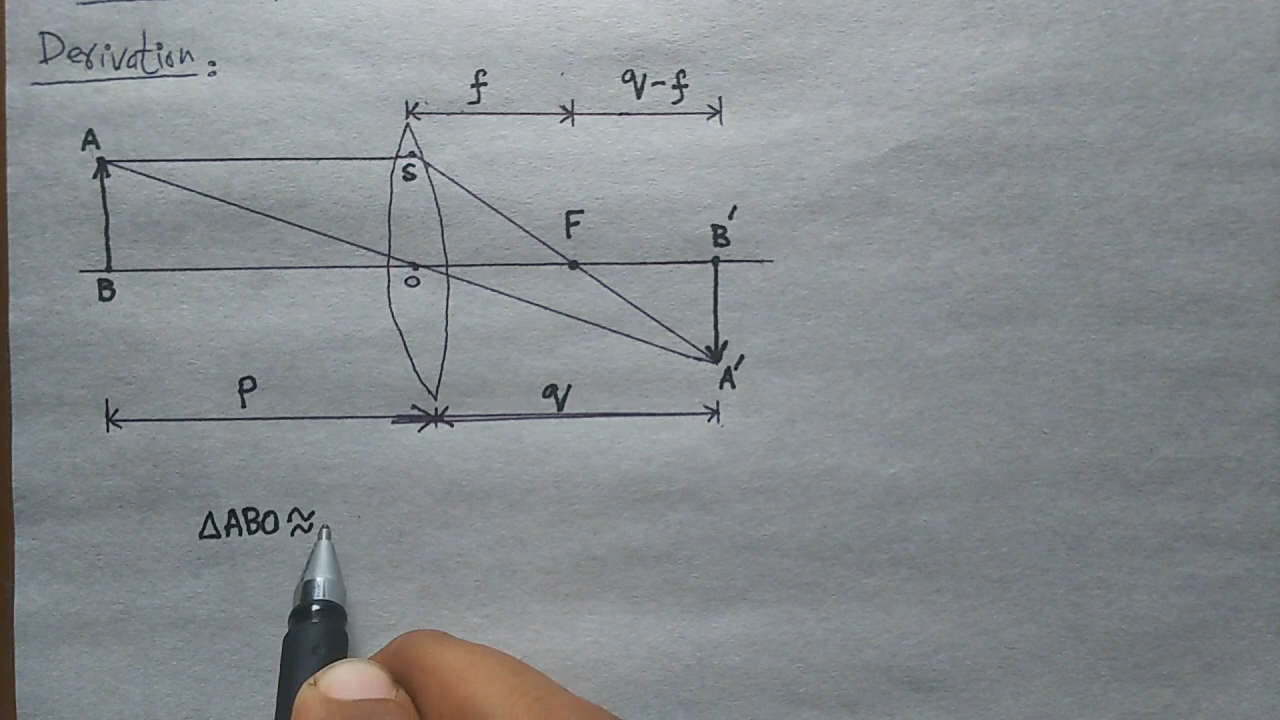 Derivation:
f q-f
A
S
F B'
B O
A'
P q
ΔABO ≈